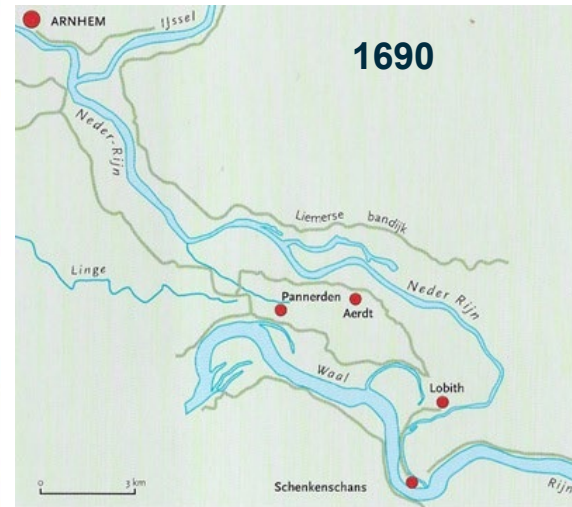 ARNHEM
IJssel
1690
Neder-Rijn
Liemerse bandijk
Linge
Pannerden
Aerdt
Neder Rijn
Waal
Lobith
Schenkenschans
Rijn
0 3 km